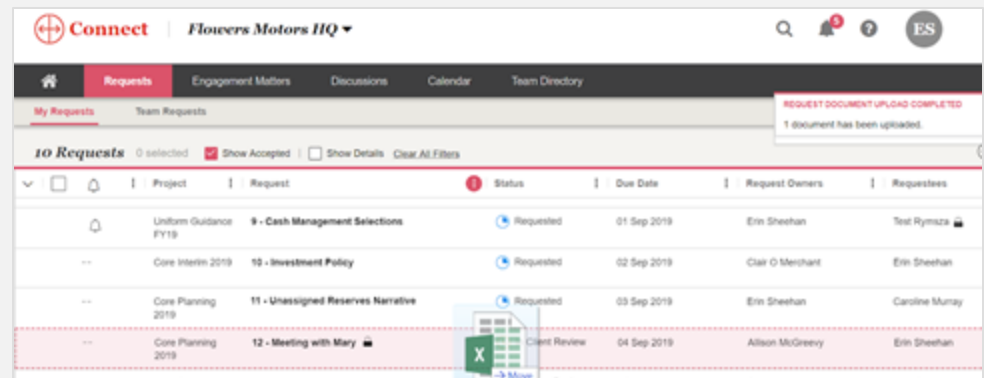 Connect Flowers Motors HQ 5 ES
Requests Engagement Matters Discussions Calendar Team Directory
My Requests Team Requests
REQUEST DOCUMENT UPLOAD COMPLETED
1 document has been uploaded.
10 Requests 0 selected Show Accepted | Show Details Clear All Filters
Project Request Status Due Date Request Owners Requestees
Uniform Guidance FY19 9 - Cash Management Selections Requested 01 Sep 2019 Erin Sheehan Test Rymsza
-- Core Interim 2019 10 - Investment Policy Requested 02 Sep 2019 Clair O Merchant Erin Sheehan
-- Core Planning 2019 11 - Unassigned Reserves Narrative Requested 03 Sep 2019 Erin Sheehan Caroline Murray
-- Core Planning 2019 12 - Meeting with Mary Client Review 04 Sep 2019 Allison McGreevy Erin Sheehan
X
Move